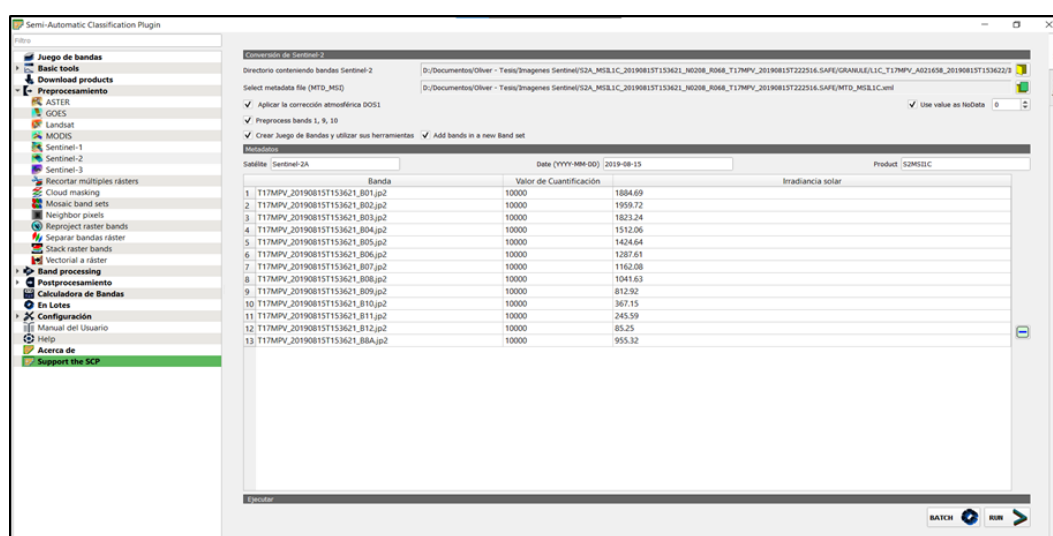 Semi-Automatic Classification Plugin
Filtro
Juego de bandas
Basic tools
Download products
Preprocesamiento
ASTER
GOES
Landsat
MODIS
Sentinel-1
Sentinel-2
Sentinel-3
Recortar múltiples rásters
Cloud masking
Mosaic band sets
Neighbor pixels
Reproject raster bands
Separar bandas ráster
Stack raster bands
Vectorial a ráster
Band processing
Postprocesamiento
Calculadora de Bandas
En Lotes
Configuración
Manual del Usuario
Help
Acerca de
Support the SCP
Conversión de Sentinel-2
Directorio conteniendo bandas Sentinel-2 D:/Documentos/Oliver - Tesis/Imagenes Sentinel/S2A_MSIL1C_20190815T153621_N0208_R068_T17MPV_20190815T222516.SAFE/GRANULE/L1C_T17MPV_A021658_20190815T153622/I
Select metadata file (MTD_MSI) D:/Documentos/Oliver - Tesis/Imagenes Sentinel/S2A_MSIL1C_20190815T153621_N0208_R068_T17MPV_20190815T222516.SAFE/MTD_MSIL1C.xml
Aplicar la corrección atmosférica DOS1 Use value as NoData 0
Preprocess bands 1, 9, 10
Crear Juego de Bandas y utilizar sus herramientas Add bands in a new Band set
Metadatos
Satélite Sentinel-2A Date (YYYY-MM-DD) 2019-08-15 Product S2MSI1C
Banda Valor de Cuantificación Irradiancia solar
1 T17MPV_20190815T153621_B01.jp2 10000 1884.69
2 T17MPV_20190815T153621_B02.jp2 10000 1959.72
3 T17MPV_20190815T153621_B03.jp2 10000 1823.24
4 T17MPV_20190815T153621_B04.jp2 10000 1512.06
5 T17MPV_20190815T153621_B05.jp2 10000 1424.64
6 T17MPV_20190815T153621_B06.jp2 10000 1287.61
7 T17MPV_20190815T153621_B07.jp2 10000 1162.08
8 T17MPV_20190815T153621_B08.jp2 10000 1041.63
9 T17MPV_20190815T153621_B09.jp2 10000 812.92
10 T17MPV_20190815T153621_B10.jp2 10000 367.15
11 T17MPV_20190815T153621_B11.jp2 10000 245.59
12 T17MPV_20190815T153621_B12.jp2 10000 85.25
13 T17MPV_20190815T153621_B8A.jp2 10000 955.32
Ejecutar
BATCH RUN